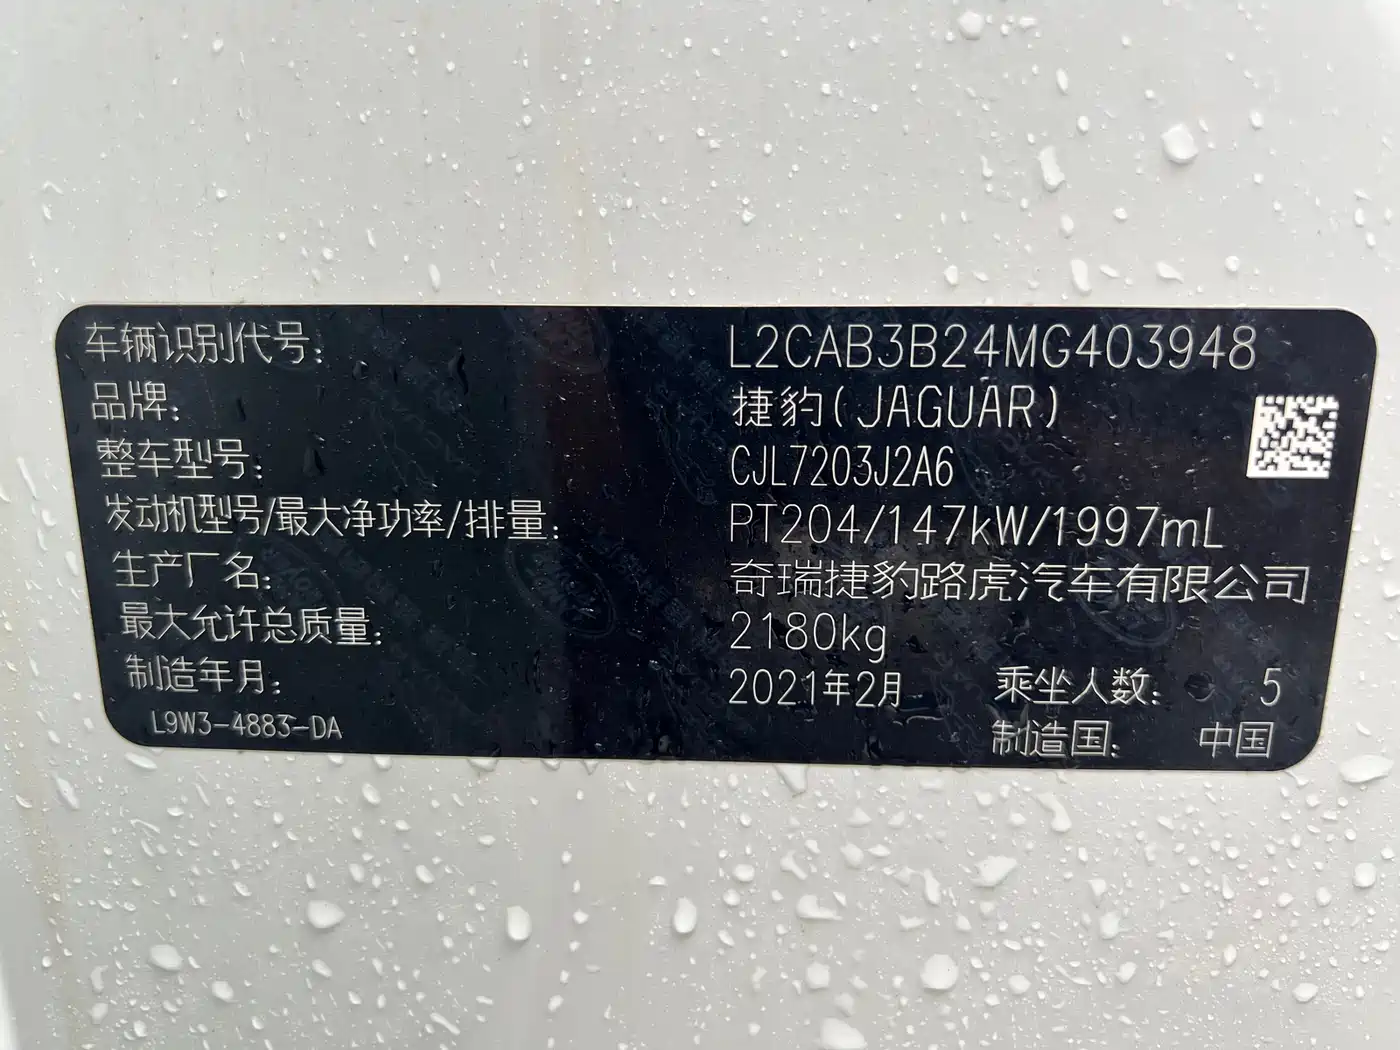 车辆识别代号: L2CAB3B24MG403948
品牌: 捷豹(JAGUAR)
整车型号: CJL7203J2A6
发动机型号/最大净功率/排量: PT204/147kW/1997mL
生产厂名: 奇瑞捷豹路虎汽车有限公司
最大允许总质量: 2180kg
制造年月: 2021年2月 乘坐人数: 5
L9W3-4883-DA 制造国: 中国